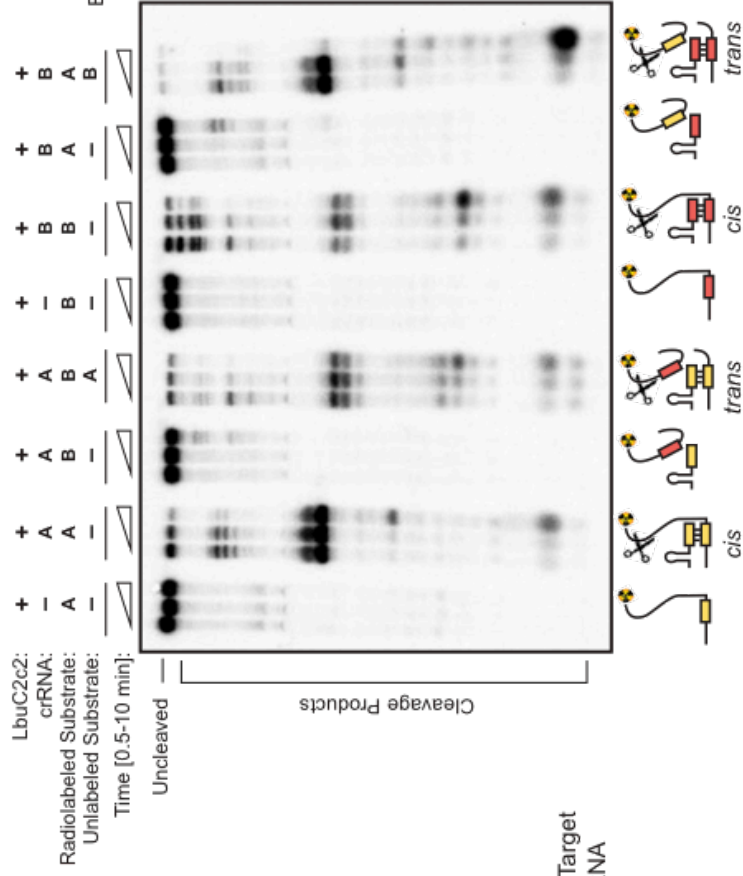 B
LbuC2c2: + + + + + + + +
crRNA: – A A A – B B B
Radiolabeled Substrate: A A B B B B A A
Unlabeled Substrate: – – – A – – – B
Time [0.5-10 min]:
Uncleaved
Cleavage Products
cis trans cis trans
Target
NA